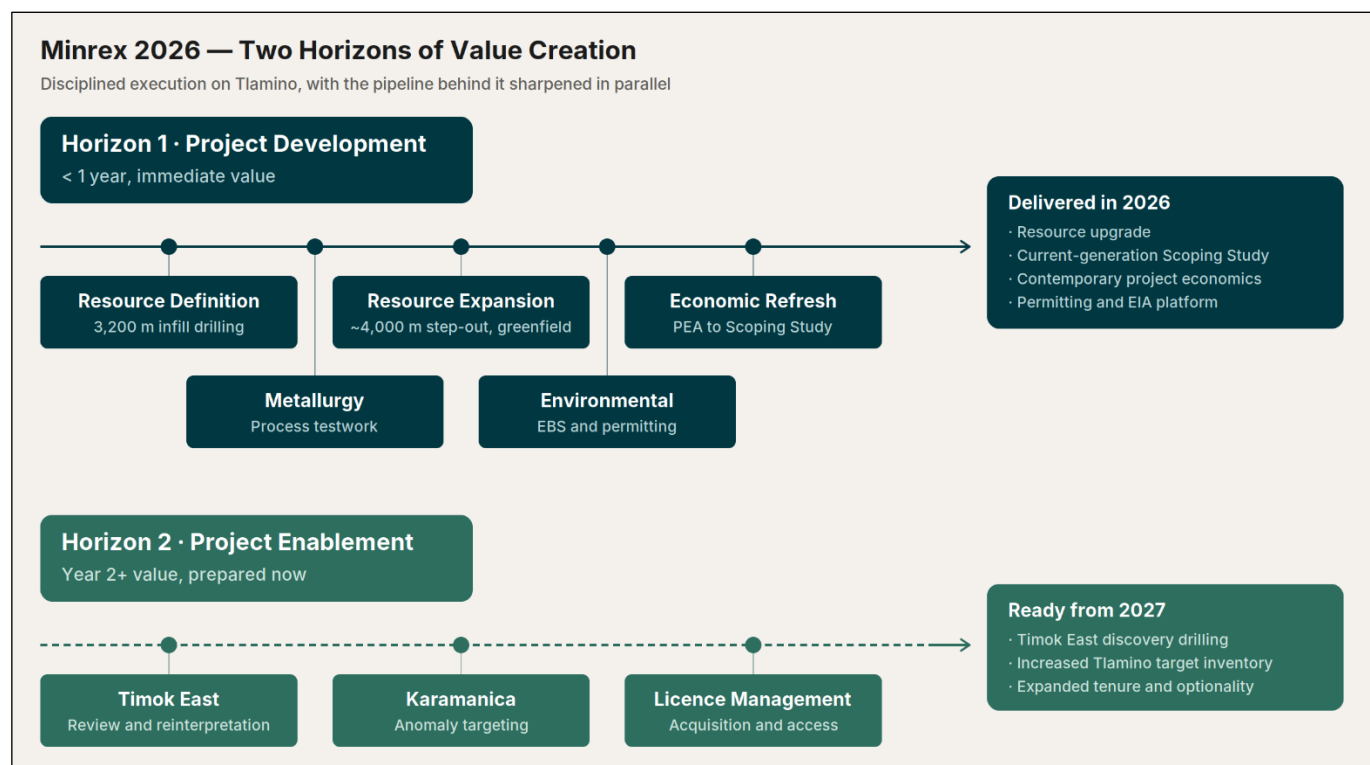 Minrex 2026 — Two Horizons of Value Creation
Disciplined execution on Tlamino, with the pipeline behind it sharpened in parallel
Horizon 1 · Project Development
< 1 year, immediate value
Resource Definition
3,200 m infill drilling
Resource Expansion
~4,000 m step-out, greenfield
Economic Refresh
PEA to Scoping Study
Metallurgy
Process testwork
Environmental
EBS and permitting
Delivered in 2026
· Resource upgrade
· Current-generation Scoping Study
· Contemporary project economics
· Permitting and EIA platform
Horizon 2 · Project Enablement
Year 2+ value, prepared now
Timok East
Review and reinterpretation
Karamanica
Anomaly targeting
Licence Management
Acquisition and access
Ready from 2027
· Timok East discovery drilling
· Increased Tlamino target inventory
· Expanded tenure and optionality